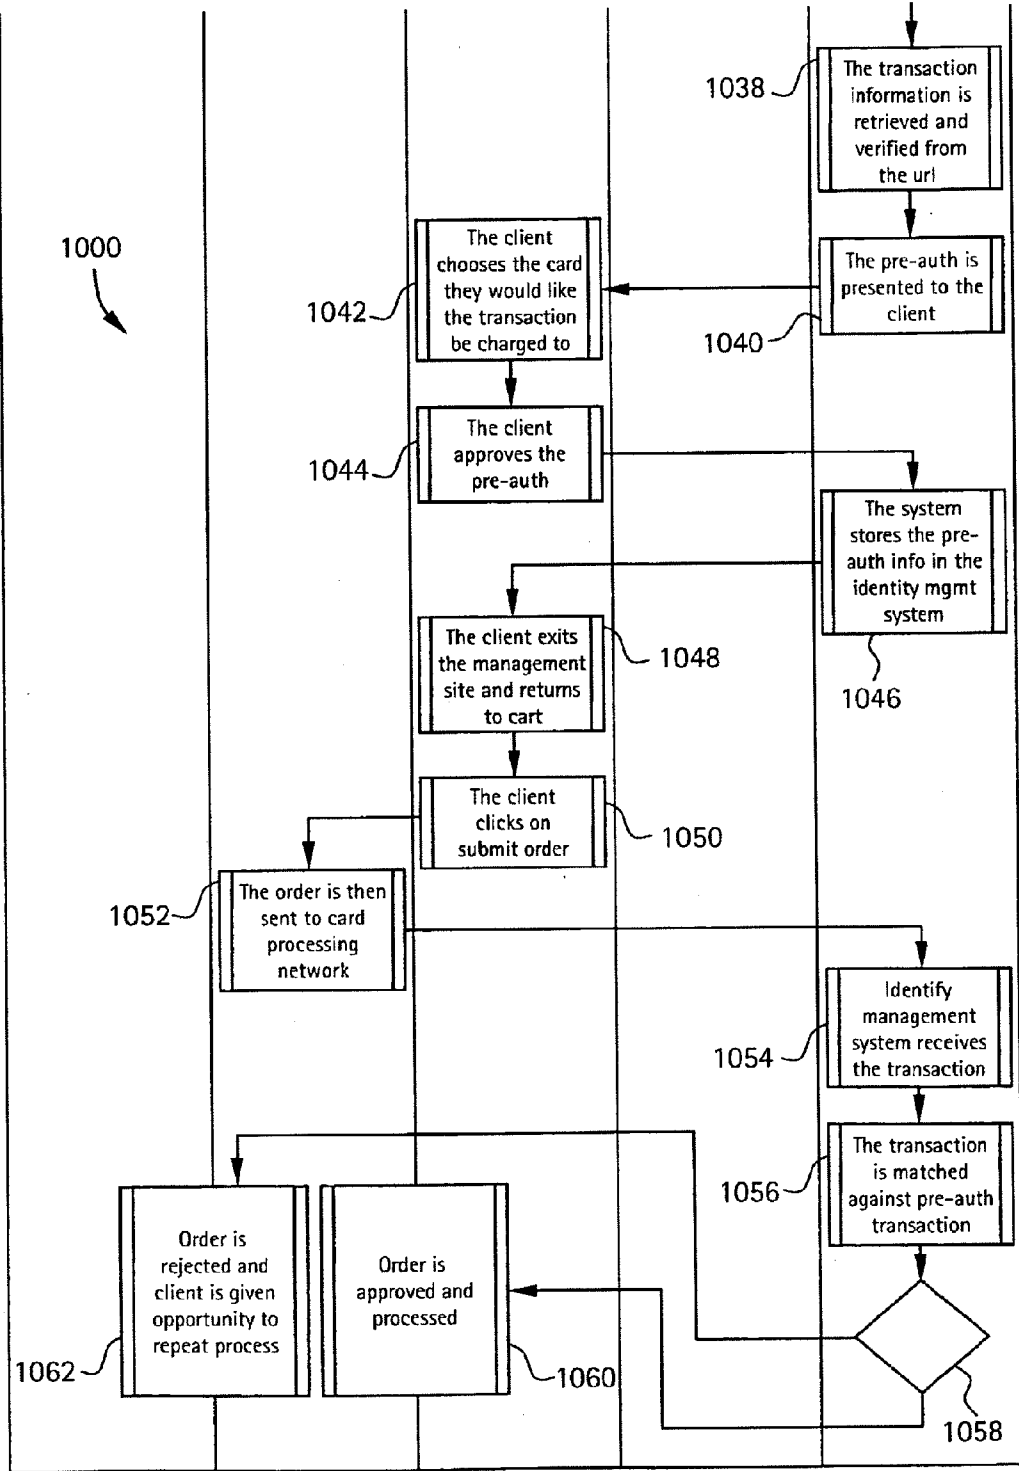 1038
The transaction
information is
retrieved and
verified from
the url
1000
The client
chooses the card
they would like
the transaction
be charged to
1042
The pre-auth is
presented to the
client
1040
The client
approves the
pre-auth
1044
The system
stores the pre-
auth info in the
identity mgmt
system
1046
The client exits
the management
site and returns
to cart
1048
The client
clicks on
submit order
1050
1052
The order is then
sent to card
processing
network
Identify
management
system receives
the transaction
1054
The transaction
is matched
against pre-auth
transaction
1056
Order is
rejected and
client is given
opportunity to
repeat process
1062
Order is
approved and
processed
1060
1058